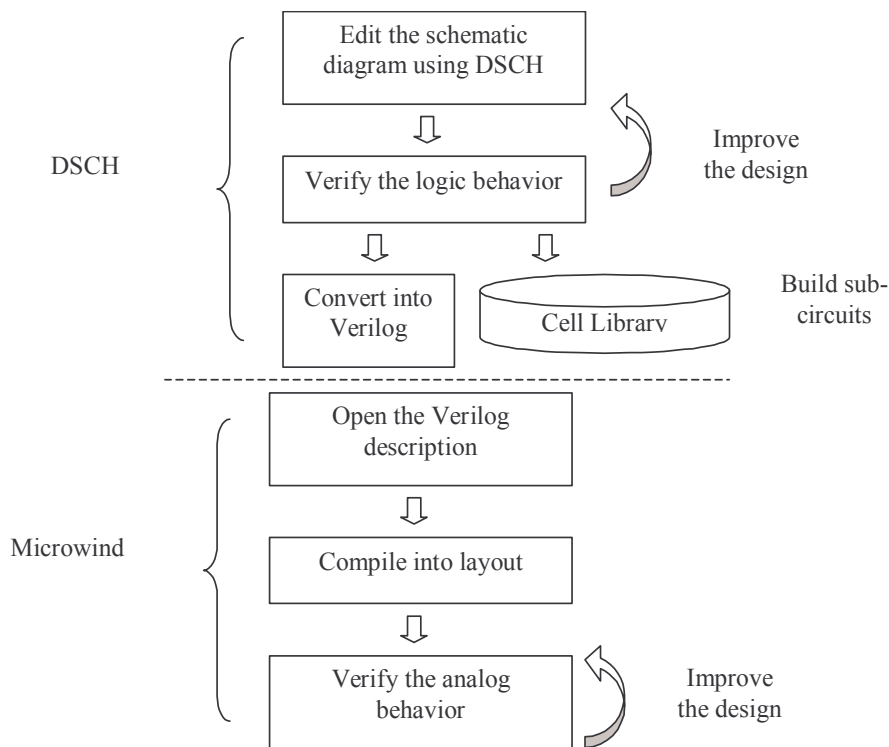 Edit the schematic
diagram using DSCH
Improve
the design
DSCH
Verify the logic behavior
Convert into
Verilog
Cell Library
Build sub-
circuits
Open the Verilog
description
Microwind
Compile into layout
Verify the analog
behavior
Improve
the design